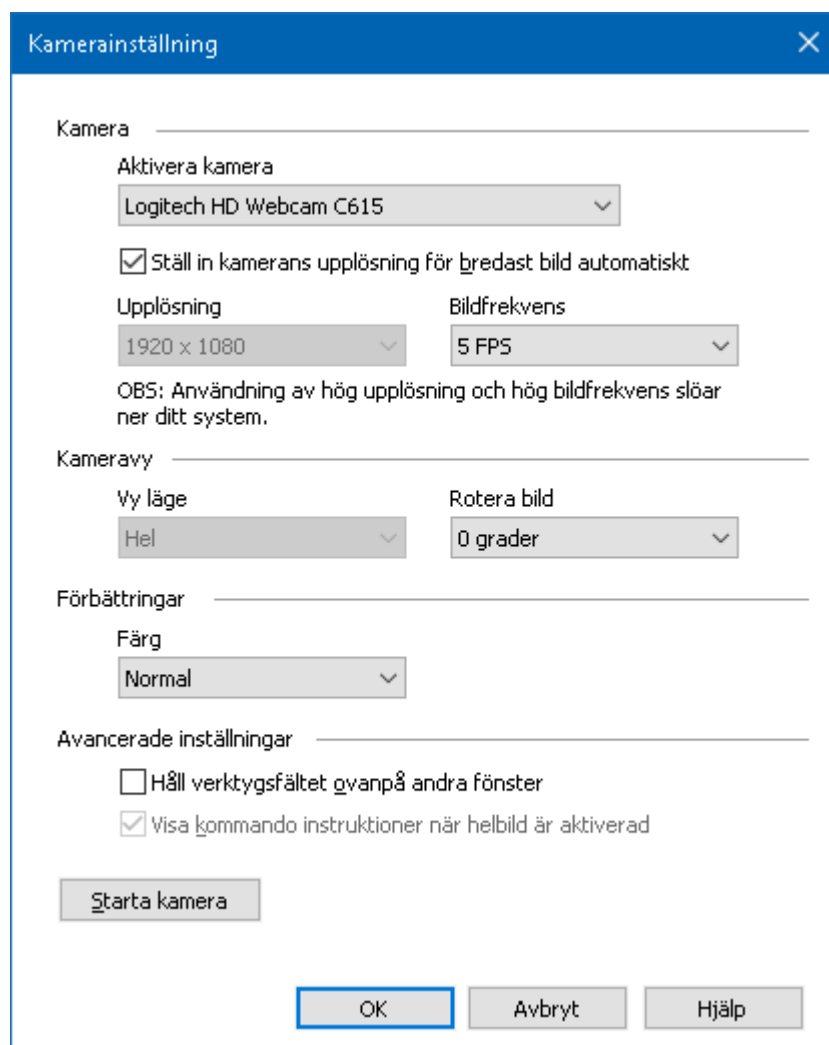 Kamerainställning
Kamera
Aktivera kamera
Logitech HD Webcam C615
Ställ in kamerans upplösning för bredast bild automatiskt
Upplösning Bildfrekvens
1920 x 1080 5 FPS
OBS: Användning av hög upplösning och hög bildfrekvens slöar
ner ditt system.
Kameravy
Vy läge Rotera bild
Hel 0 grader
Förbättringar
Färg
Normal
Avancerade inställningar
Håll verktygsfältet ovanpå andra fönster
Visa kommando instruktioner när helbild är aktiverad
Starta kamera
OK Avbryt Hjälp